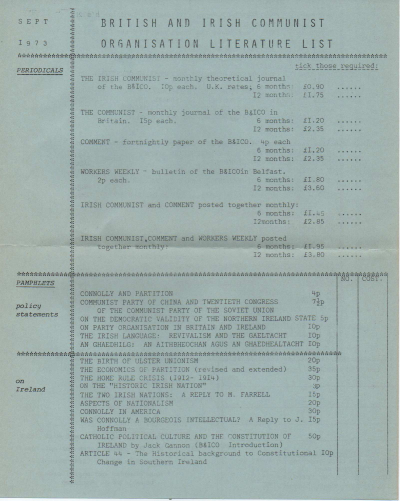 SEPT
1973
BRITISH AND IRISH COMMUNIST
ORGANISATION LITERATURE LIST
tick those required:
PERIODICALS
THE IRISH COMMUNIST - monthly theoretical journal
of the B&ICO. 10p each. U.K. rates; 6 months: £0.90 ......
12 months: £1.75 ......
THE COMMUNIST - monthly journal of the B&ICO in
Britain. 15p each. 6 months: £1.20 ......
12 months: £2.35 ......
COMMENT - fortnightly paper of the B&ICO. 4p each
6 months: £1.20 ......
12 months: £2.35 ......
WORKERS WEEKLY - bulletin of the B&ICO in Belfast.
2p each. 6 months: £1.80 ......
12 months: £3.60 ......
IRISH COMMUNIST and COMMENT posted together monthly:
6 months: £1.45 ......
12months: £2.85 ......
IRISH COMMUNIST, COMMENT and WORKERS WEEKLY posted
together monthly: 6 months: £1.95 ......
12 months: £3.80 ......
PAMPHLETS
NO. COST.
policy
statements
CONNOLLY AND PARTITION 4p
COMMUNIST PARTY OF CHINA AND TWENTIETH CONGRESS 7½p
OF THE COMMUNIST PARTY OF THE SOVIET UNION
ON THE DEMOCRATIC VALIDITY OF THE NORTHERN IRELAND STATE 5p
ON PARTY ORGANISATION IN BRITAIN AND IRELAND 10p
THE IRISH LANGUAGE: REVIVALISM AND THE GAELTACHT 10p
AN GHAEDHILG: AN AITHBHEOCHAN AGUS AN GHAEDHEALTACHT 10p
on
Ireland
THE BIRTH OF ULSTER UNIONISM 20p
THE ECONOMICS OF PARTITION (revised and extended) 35p
THE HOME RULE CRISIS (1912- 1914) 30p
ON THE "HISTORIC IRISH NATION"
THE TWO IRISH NATIONS: A REPLY TO M. FARRELL 15p
ASPECTS OF NATIONALISM 20p
CONNOLLY IN AMERICA 30p
WAS CONNOLLY A BOURGEOIS INTELLECTUAL? A Reply to J. 15p
Hoffman
CATHOLIC POLITICAL CULTURE AND THE CONSTITUTION OF 50p
IRELAND by Jack Gannon (B&ICO Introduction)
ARTICLE 44 - The Historical background to Constitutional 10p
Change in Southern Ireland